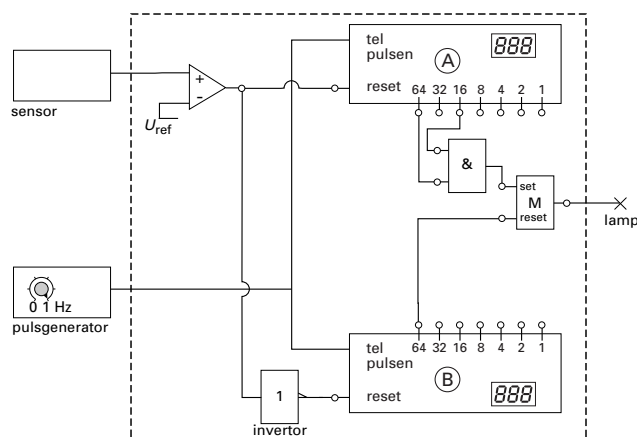 sensor
+
-
U ref
tel
pulsen
888
A
reset
64 32 16 8 4 2 1
&
set
M
reset
lamp
0 1 Hz
pulsgenerator
64 32 16 8 4 2 1
tel
pulsen
B
reset
888
1
invertor